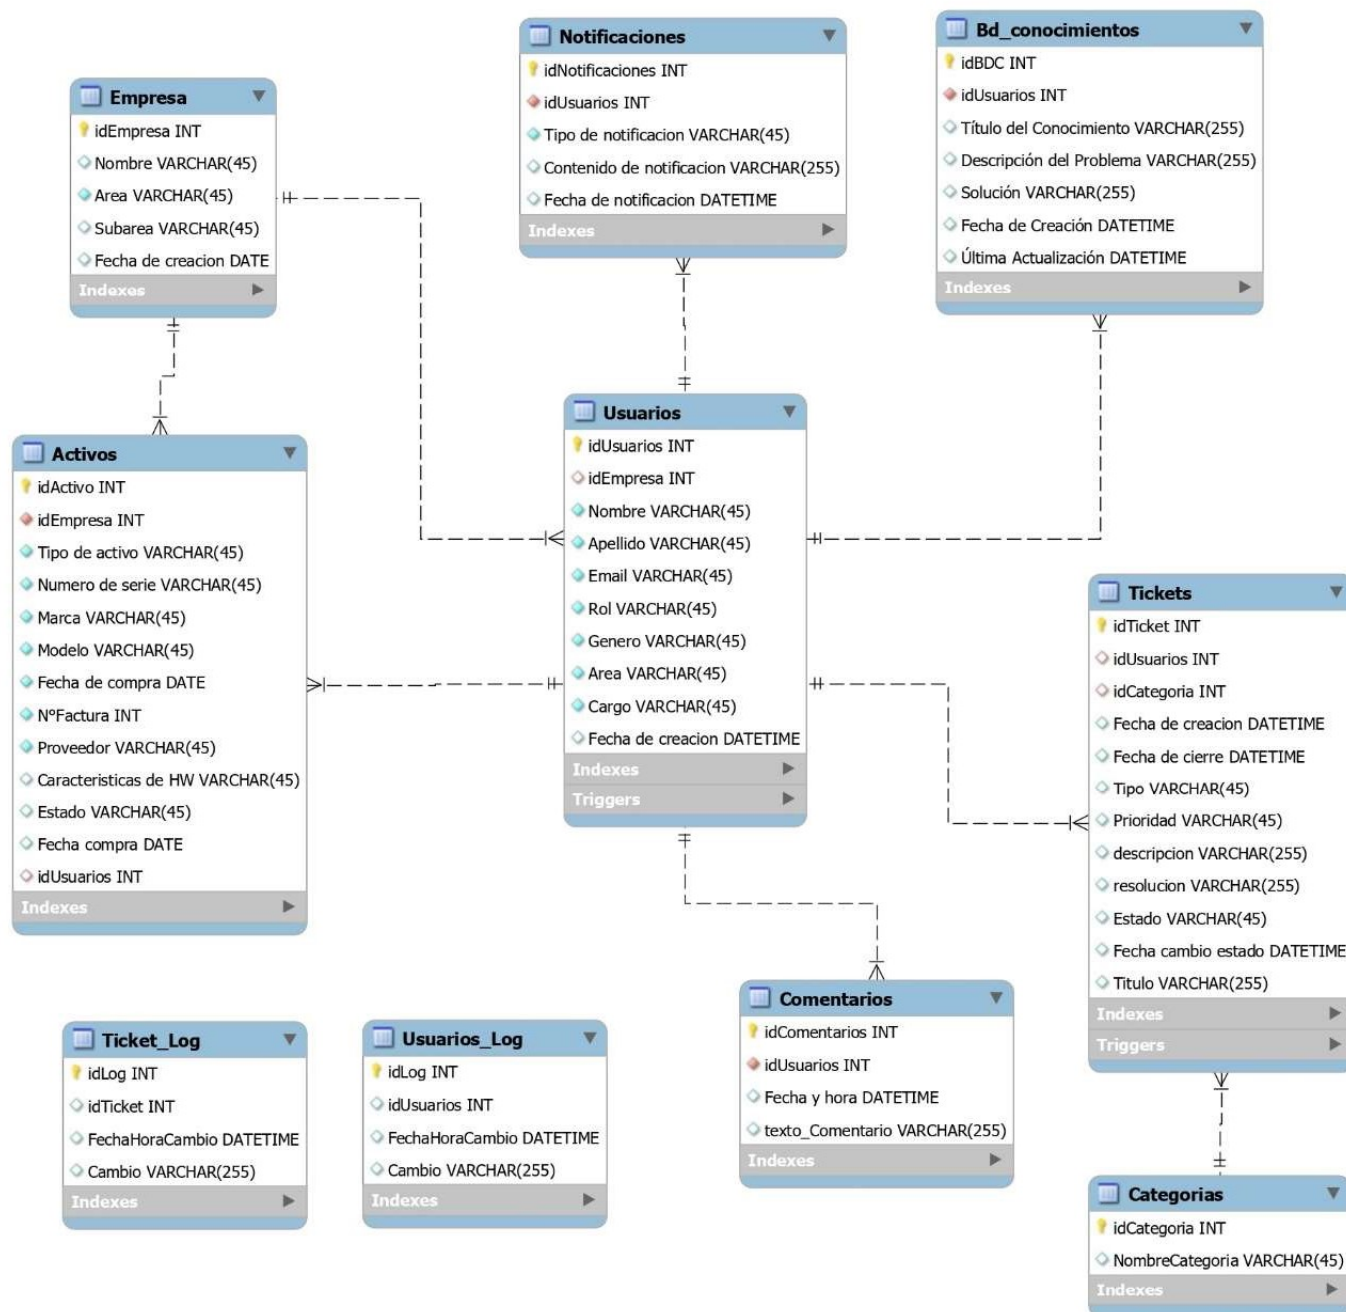 Notificaciones
idNotificaciones INT
idUsuarios INT
Tipo de notificacion VARCHAR(45)
Contenido de notificacion VARCHAR(255)
Fecha de notificacion DATETIME
Indexes
Bd_conocimientos
idBDC INT
idUsuarios INT
Título del Conocimiento VARCHAR(255)
Descripción del Problema VARCHAR(255)
Solución VARCHAR(255)
Fecha de Creación DATETIME
Última Actualización DATETIME
Indexes
Empresa
idEmpresa INT
Nombre VARCHAR(45)
Area VARCHAR(45)
Subarea VARCHAR(45)
Fecha de creacion DATE
Indexes
Usuarios
idUsuarios INT
idEmpresa INT
Nombre VARCHAR(45)
Apellido VARCHAR(45)
Email VARCHAR(45)
Rol VARCHAR(45)
Genero VARCHAR(45)
Area VARCHAR(45)
Cargo VARCHAR(45)
Fecha de creacion DATETIME
Indexes
Triggers
Activos
idActivo INT
idEmpresa INT
Tipo de activo VARCHAR(45)
Numero de serie VARCHAR(45)
Marca VARCHAR(45)
Modelo VARCHAR(45)
Fecha de compra DATE
NºFactura INT
Proveedor VARCHAR(45)
Caracteristicas de HW VARCHAR(45)
Estado VARCHAR(45)
Fecha compra DATE
idUsuarios INT
Indexes
Tickets
idTicket INT
idUsuarios INT
idCategoria INT
Fecha de creacion DATETIME
Fecha de cierre DATETIME
Tipo VARCHAR(45)
Prioridad VARCHAR(45)
descripcion VARCHAR(255)
resolucion VARCHAR(255)
Estado VARCHAR(45)
Fecha cambio estado DATETIME
Titulo VARCHAR(255)
Indexes
Triggers
Ticket_Log
idLog INT
idTicket INT
FechaHoraCambio DATETIME
Cambio VARCHAR(255)
Indexes
Usuarios_Log
idLog INT
idUsuarios INT
FechaHoraCambio DATETIME
Cambio VARCHAR(255)
Indexes
Comentarios
idComentarios INT
idUsuarios INT
Fecha y hora DATETIME
texto_Comentario VARCHAR(255)
Indexes
Categorias
idCategoria INT
NombreCategoria VARCHAR(45)
Indexes